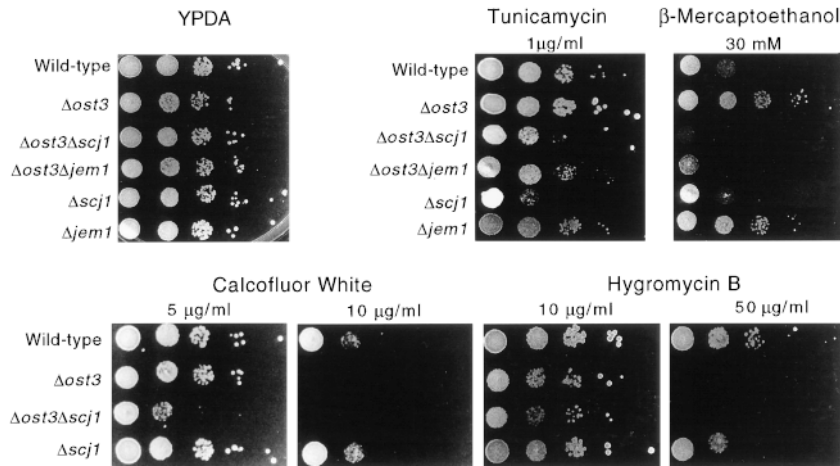 YPDA
Tunicamycin
β-Mercaptoethanol
1μg/ml
30 mM
Wild-type
Δost3
Δost3Δscj1
Δost3Δjem1
Δscj1
Δjem1
Wild-type
Δost3
Δost3Δscj1
Δost3Δjem1
Δscj1
Δjem1
Calcofluor White
Hygromycin B
5 μg/ml
10 μg/ml
10 μg/ml
50 μg/ml
Wild-type
Δost3
Δost3Δscj1
Δscj1